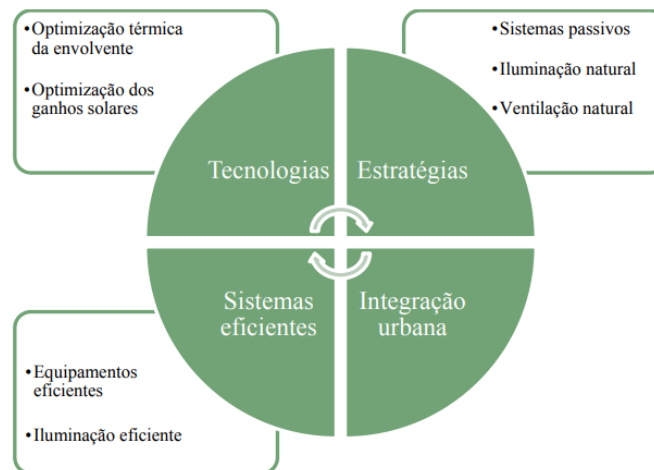 •Optimização térmica
da envolvente
•Optimização dos
ganhos solares
•Sistemas passivos
•Iluminação natural
•Ventilação natural
Tecnologias
Estratégias
Sistemas
eficientes
Integração
urbana
•Equipamentos
eficientes
•Iluminação eficiente